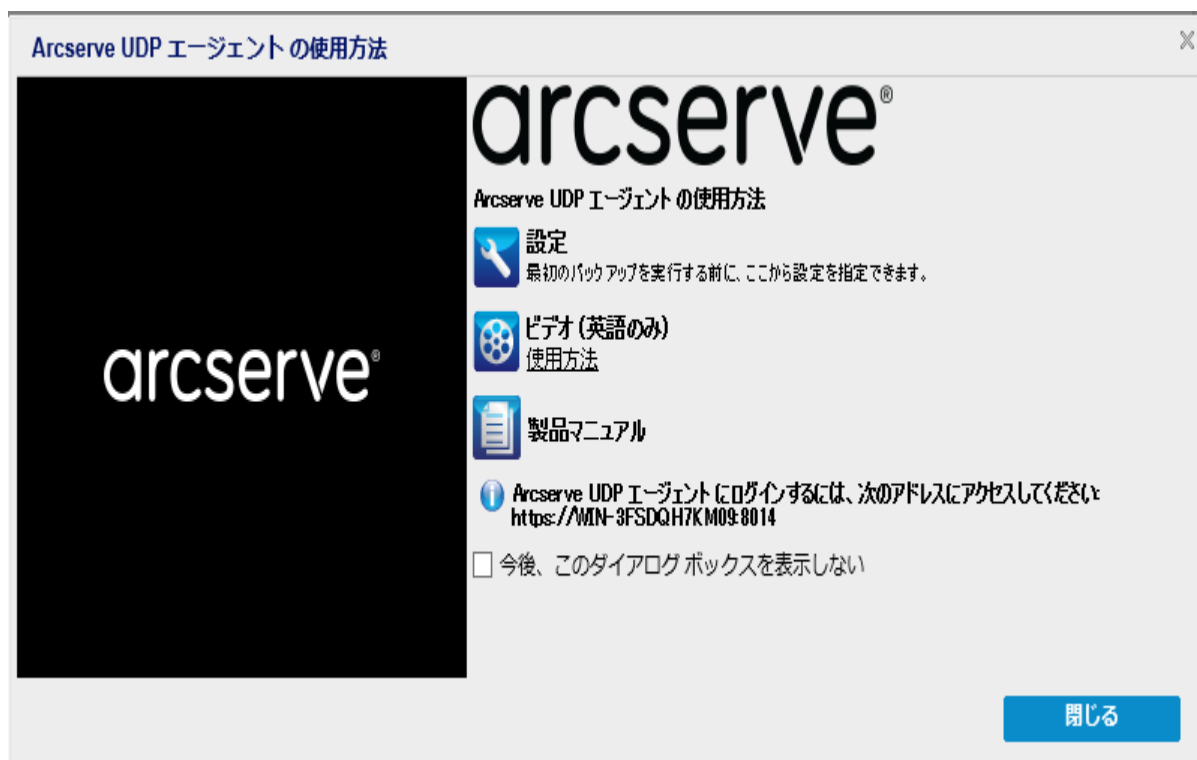 Arcserve UDP エージェント の使用方法
arcserve®
arcserve®
Arcserve UDP エージェント の使用方法
設定
最初のバックアップを実行する前に、ここから設定を指定できます。
ビデオ (英語のみ)
使用方法
製品マニュアル
Arcserve UDP エージェント にログインするには、次のアドレスにアクセスしてください:
https://WIN-3FSDQH7KM09:8014
今後、このダイアログ ボックスを表示しない
閉じる